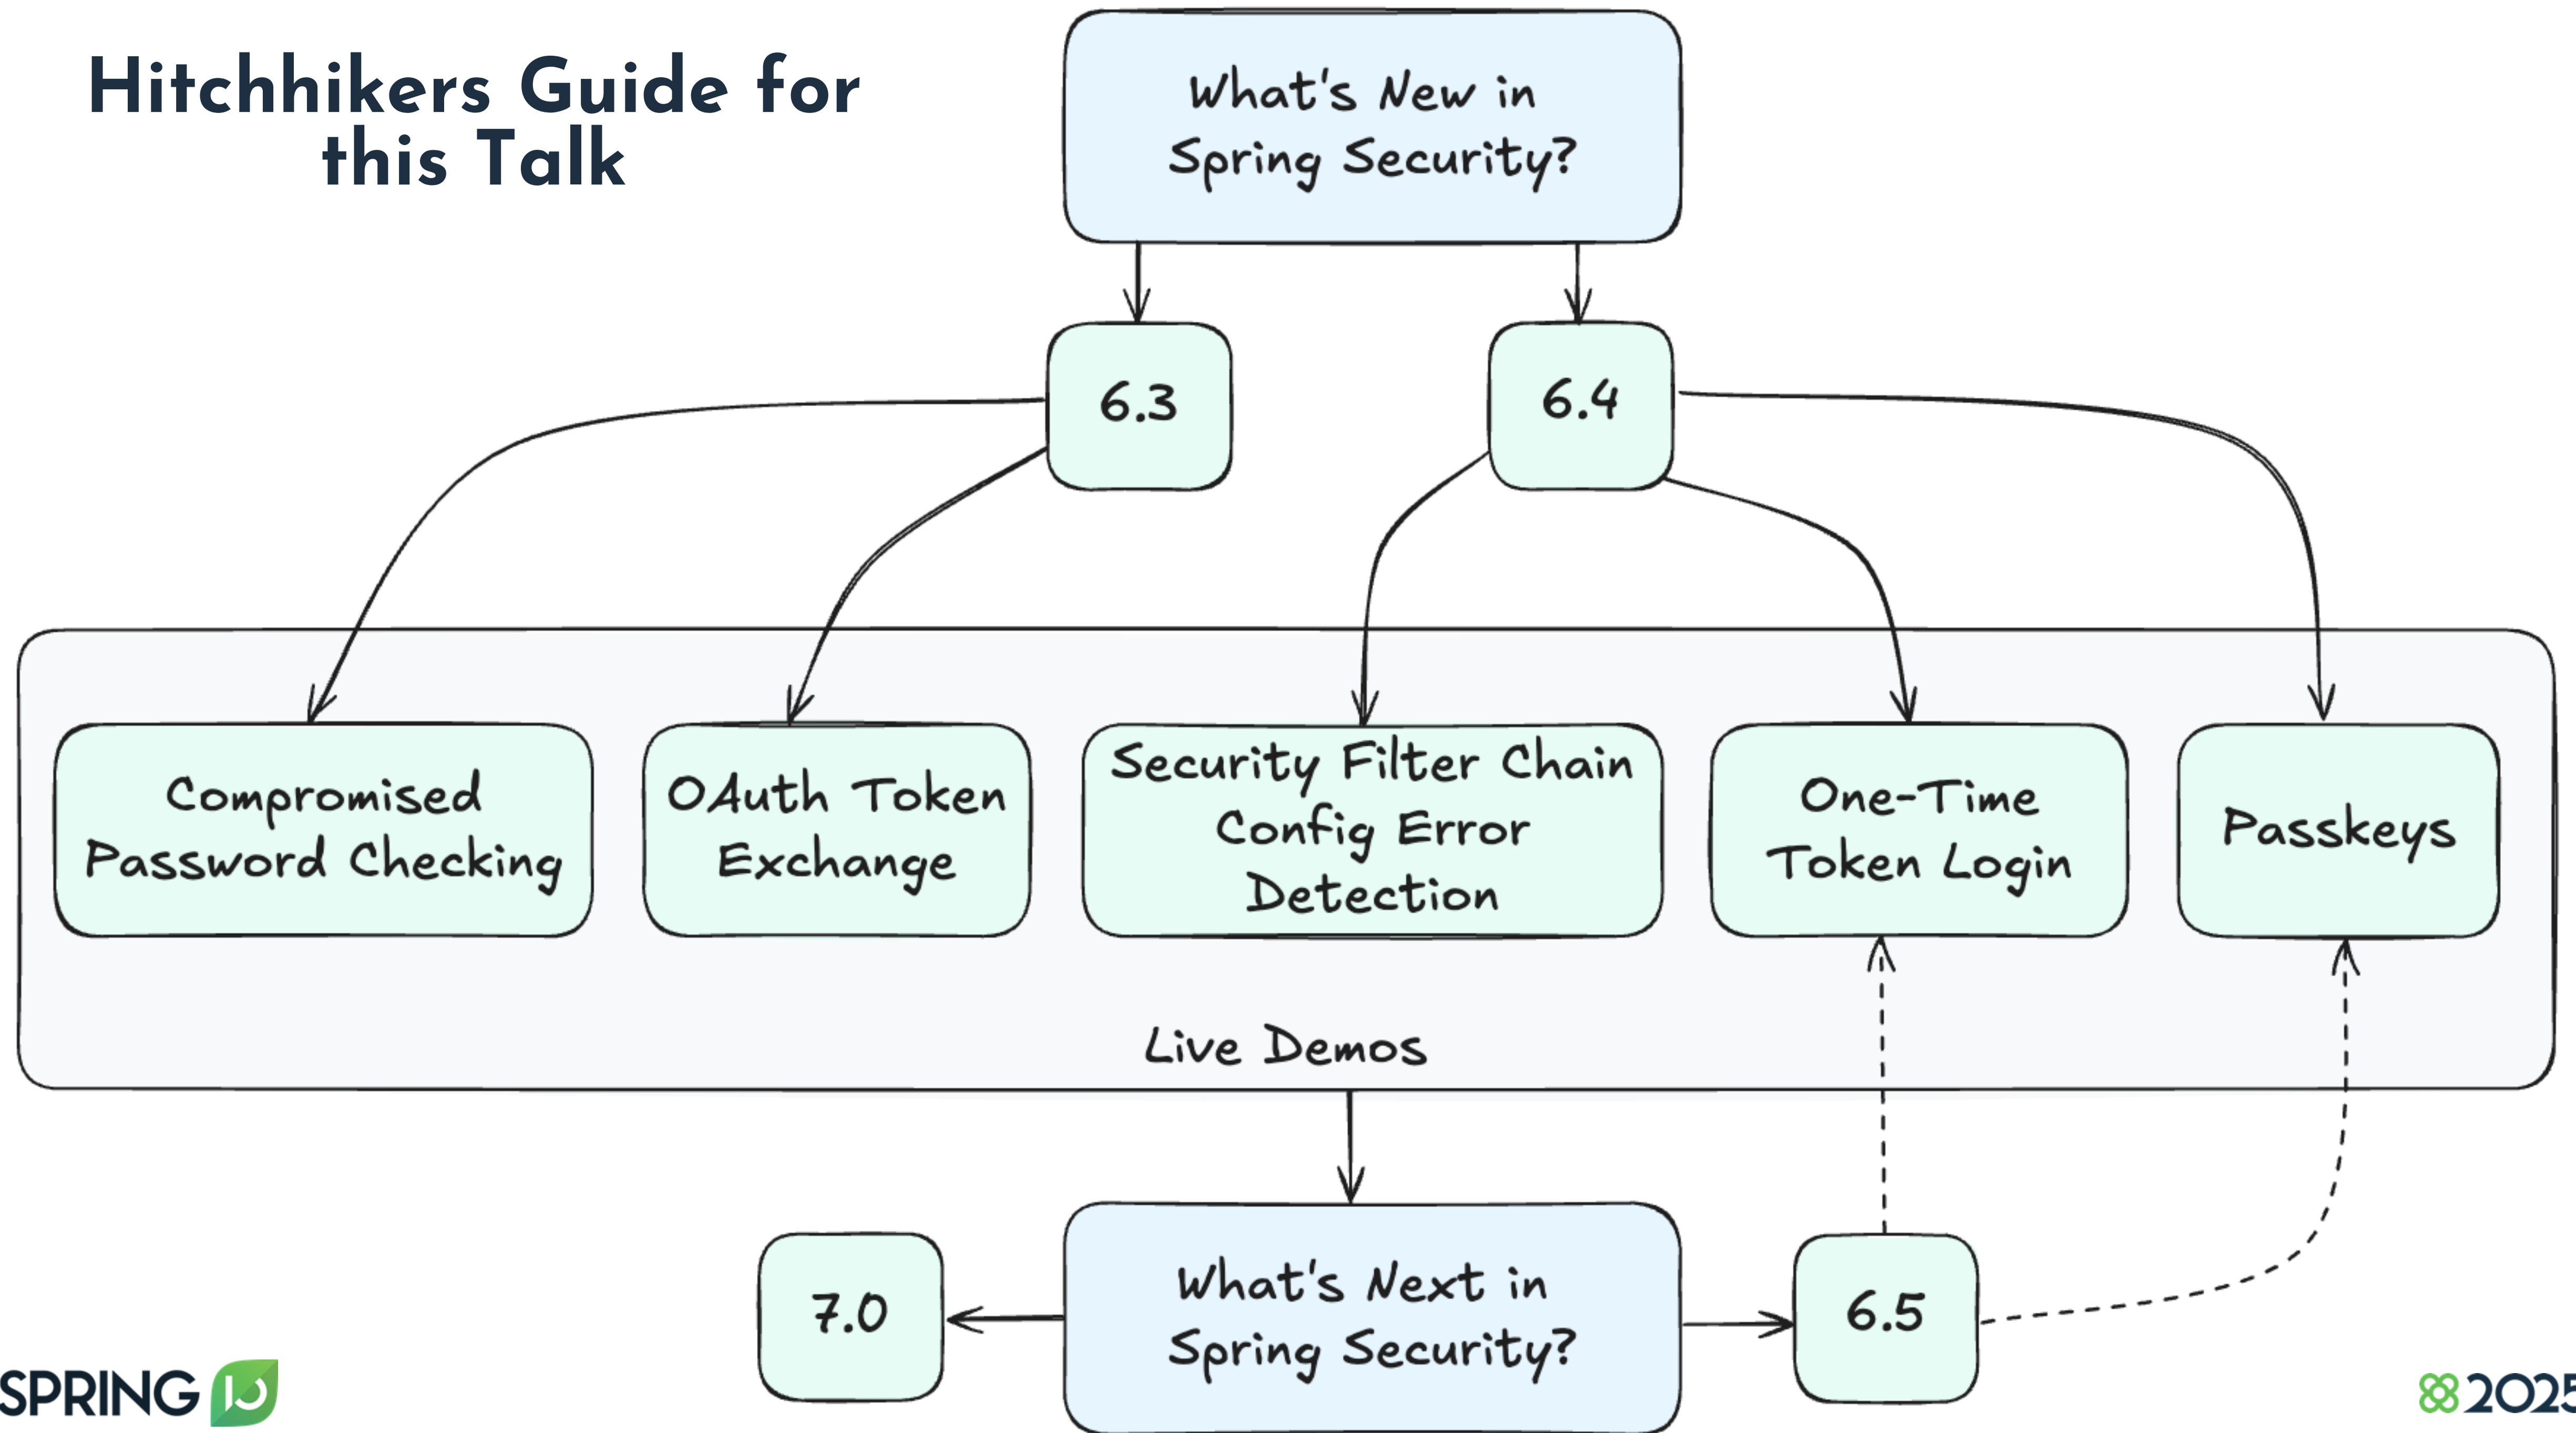 Hitchhikers Guide for
this Talk
What's New in
Spring Security?
6.3
6.4
Compromised
Password Checking
OAuth Token
Exchange
Security Filter Chain
Config Error
Detection
One-Time
Token Login
Passkeys
Live Demos
7.0
What's Next in
Spring Security?
6.5
SPRING IO
2025